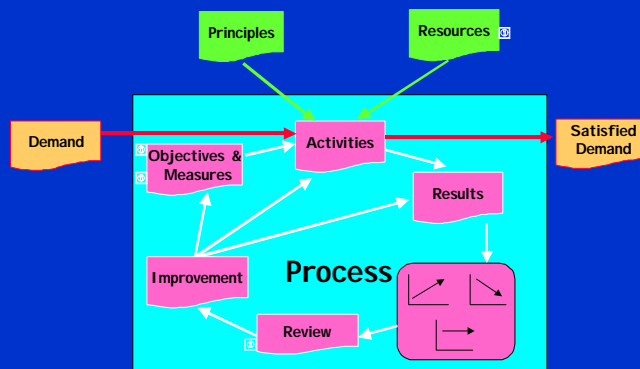 Principles
Resources
Demand
Activities
Satisfied
Demand
Objectives &
Measures
Results
Improvement
Process
Review